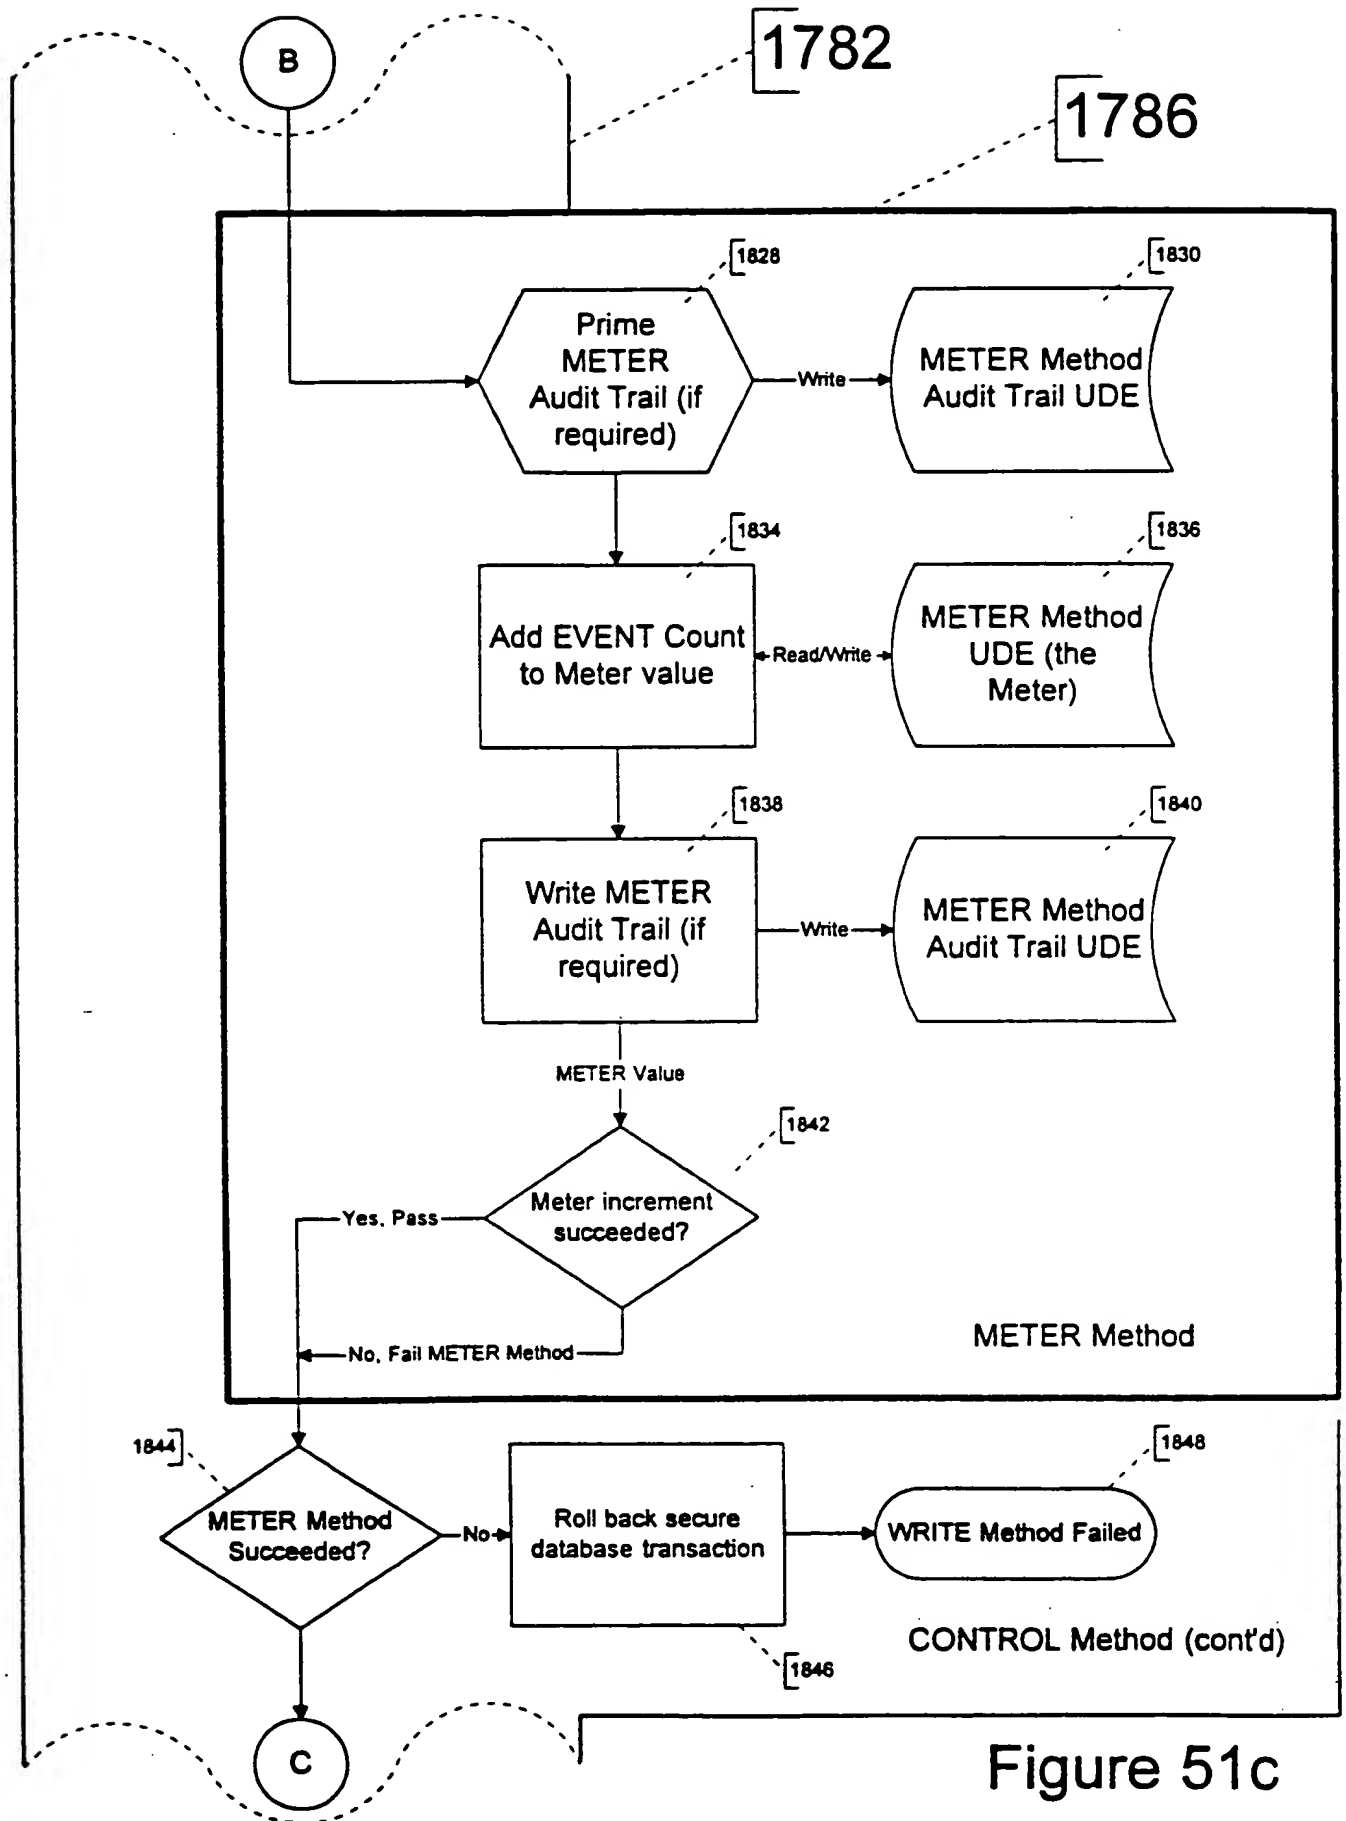 B
1782
1786
1828
1830
Prime
METER
Audit Trail (if
required)
Write
METER Method
Audit Trail UDE
1834
1836
Add EVENT Count
to Meter value
Read/Write
METER Method
UDE (the
Meter)
1838
1840
Write METER
Audit Trail (if
required)
Write
METER Method
Audit Trail UDE
METER Value
1842
Meter increment
succeeded?
Yes, Pass
No, Fail METER Method
METER Method
1844
1848
METER Method
Succeeded?
No
Roll back secure
database transaction
WRITE Method Failed
CONTROL Method (cont'd)
1846
C
Figure 51c